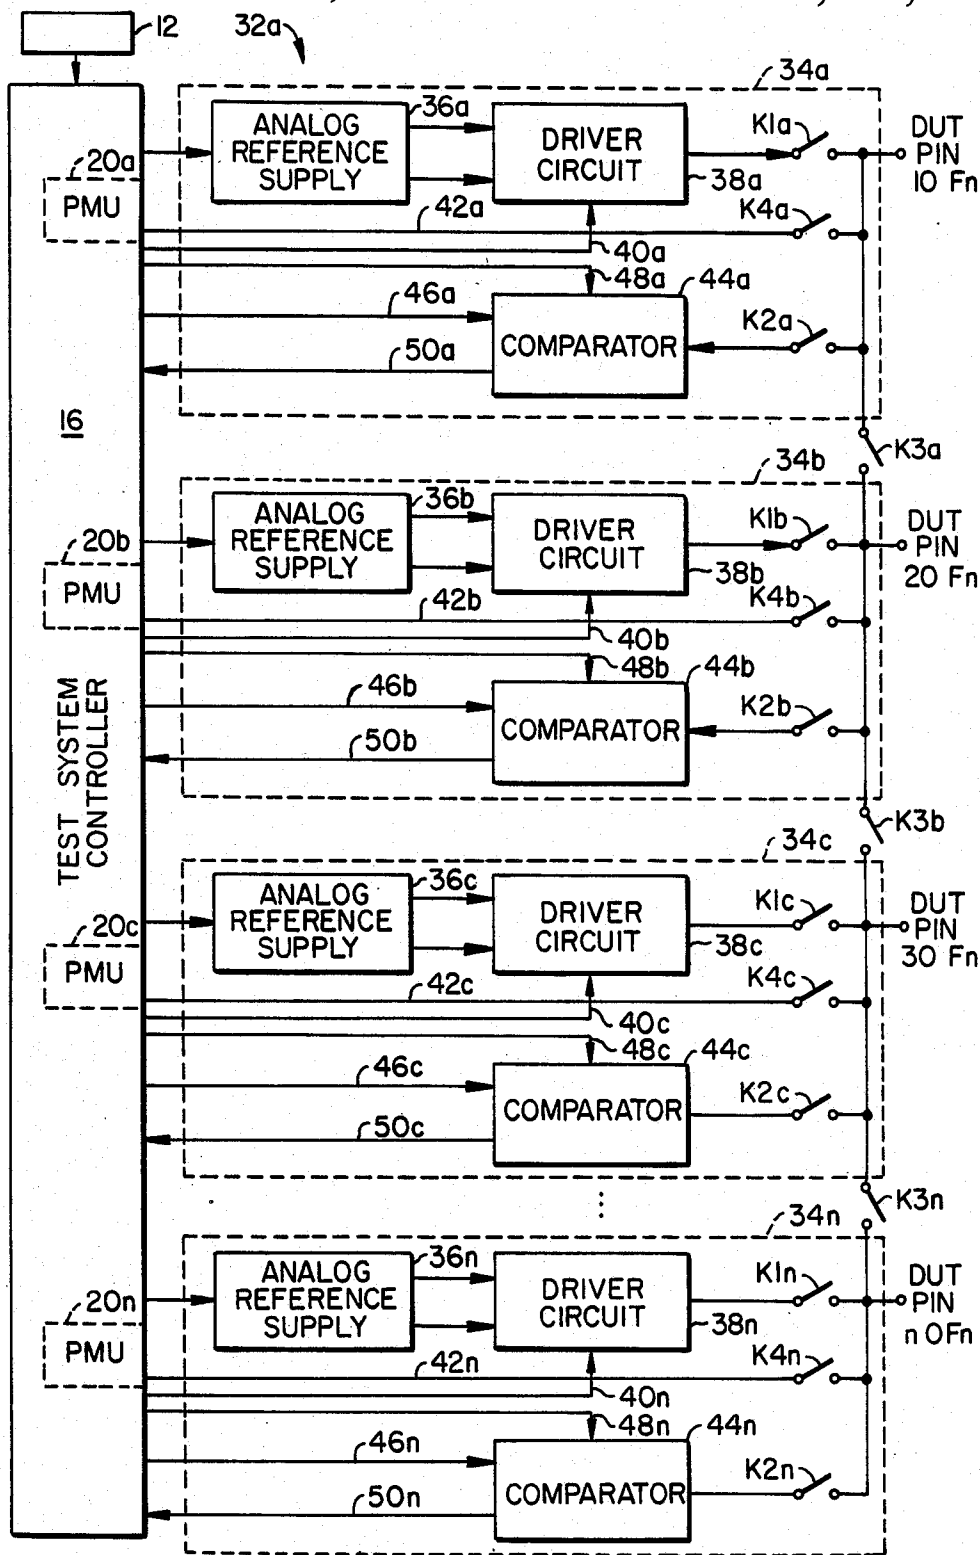 12
32a
34a
36a
ANALOG
REFERENCE
SUPPLY
DRIVER
CIRCUIT
K1a
DUT
PIN
10 Fn
20a
PMU
38a
42a
K4a
40a
48a
44a
46a
K2a
COMPARATOR
50a
16
K3a
34b
36b
ANALOG
REFERENCE
SUPPLY
DRIVER
CIRCUIT
K1b
DUT
PIN
20 Fn
20b
PMU
38b
42b
K4b
40b
48b
44b
46b
K2b
COMPARATOR
50b
TEST SYSTEM
CONTROLLER
K3b
34c
36c
ANALOG
REFERENCE
SUPPLY
DRIVER
CIRCUIT
K1c
DUT
PIN
30 Fn
20c
PMU
38c
42c
K4c
40c
48c
44c
46c
K2c
COMPARATOR
50c
K3n
34n
36n
ANALOG
REFERENCE
SUPPLY
DRIVER
CIRCUIT
K1n
DUT
PIN
n 0Fn
20n
PMU
38n
42n
K4n
40n
48n
44n
46n
K2n
COMPARATOR
50n